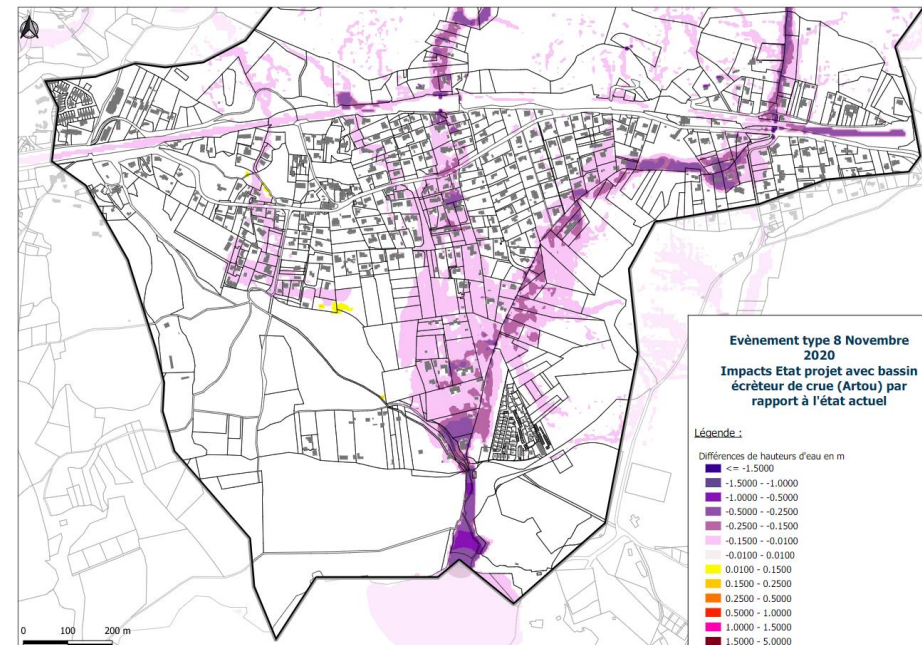 Evènement type 8 Novembre
2020
Impacts Etat projet avec bassin
écrèteur de crue (Artou) par
rapport à l'état actuel
Légende :
Différences de hauteurs d'eau en m
<= -1.5000
-1.5000 - -1.0000
-1.0000 - -0.5000
-0.5000 - -0.2500
-0.2500 - -0.1500
-0.1500 - -0.0100
-0.0100 - 0.0100
0.0100 - 0.1500
0.1500 - 0.2500
0.2500 - 0.5000
0.5000 - 1.0000
1.0000 - 1.5000
1.5000 - 5.0000
0 100 200 m